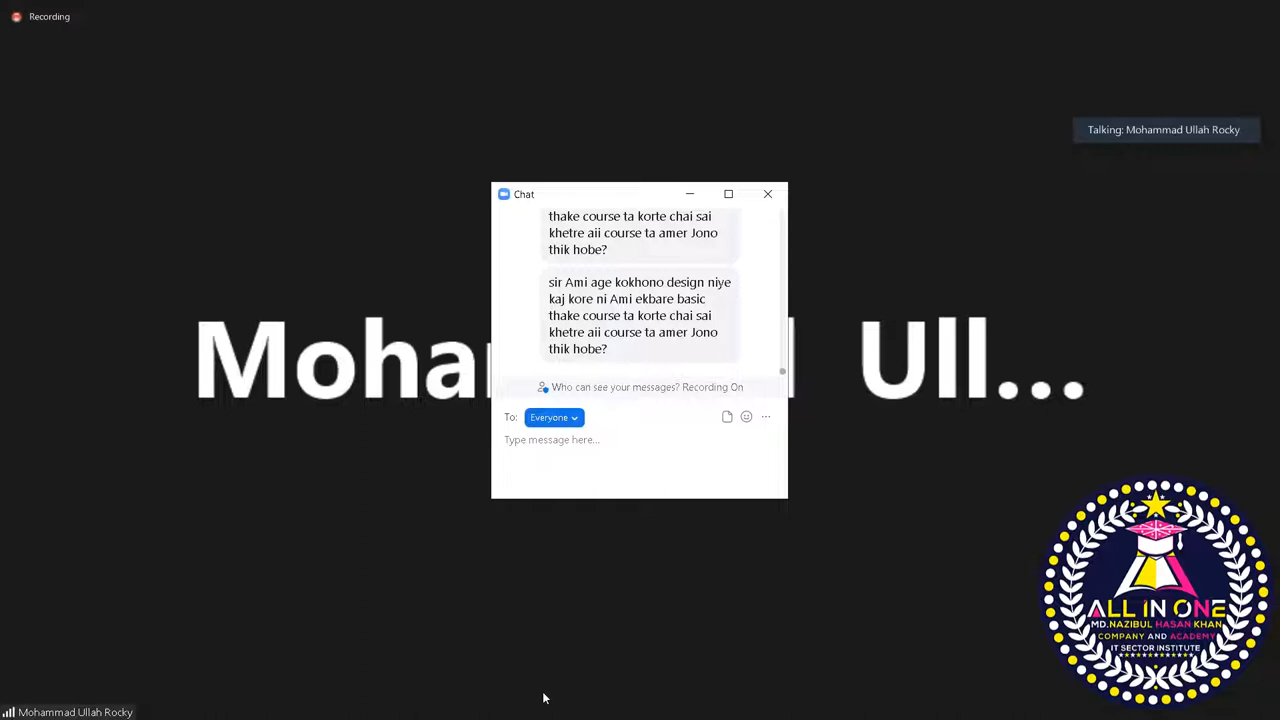 Recording
Talking: Mohammad Ullah Rocky
Chat
thake course ta korte chai sai
khetre aii course ta amer Jono
thik hobe?
sir Ami age kokhono design niye
kaj kore ni Ami ekbare basic
thake course ta korte chai sai
khetre aii course ta amer Jono
thik hobe?
Moha Ull...
Who can see your messages? Recording On
To: Everyone
Type message here...
ALL IN ONE
MD.NAZIBUL HASAN KHAN
COMPANY AND ACADEMY
IT SECTOR INSTITUTE
Mohammad Ullah Rocky